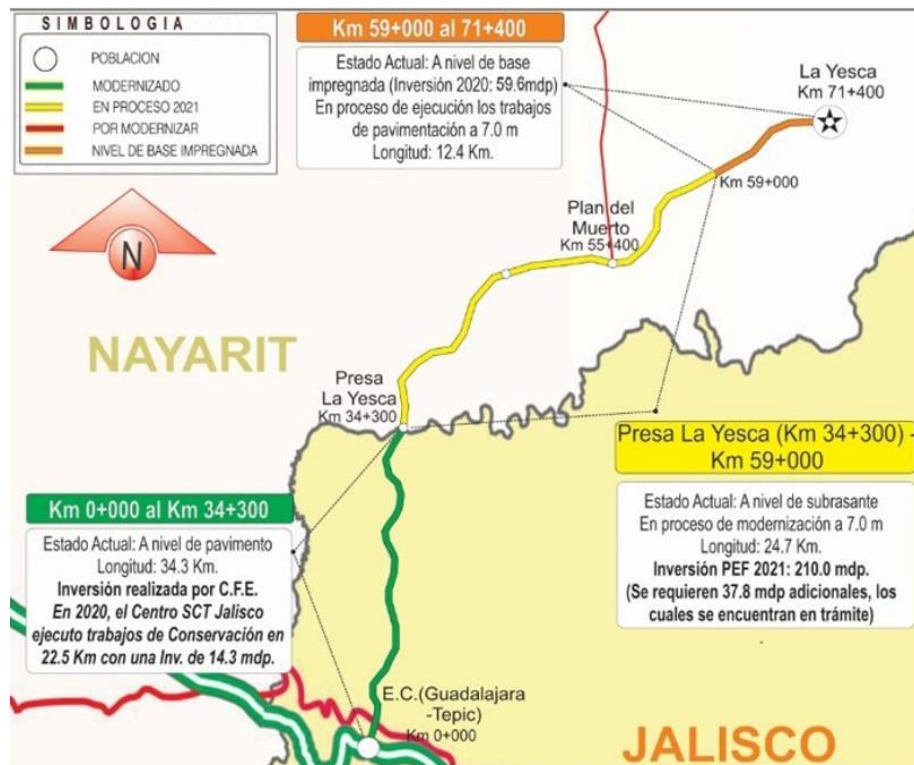 SIMBOLOGIA
POBLACION
MODERNIZADO
EN PROCESO 2021
POR MODERNIZAR
NIVEL DE BASE IMPREGNADA
Km 59+000 al 71+400
Estado Actual: A nivel de base
impregnada (Inversión 2020: 59.6mdp)
En proceso de ejecución los trabajos
de pavimentación a 7.0 m
Longitud: 12.4 Km.
La Yesca
Km 71+400
Km 59+000
Plan del
Muerto
Km 55+400
N
NAYARIT
Presa
La Yesca
Km 34+300
Presa La Yesca (Km 34+300) -
Km 59+000
Estado Actual: A nivel de subrasante
En proceso de modernización a 7.0 m
Longitud: 24.7 Km.
Inversión PEF 2021: 210.0 mdp.
(Se requieren 37.8 mdp adicionales, los
cuales se encuentran en trámite)
Km 0+000 al Km 34+300
Estado Actual: A nivel de pavimento
Longitud: 34.3 Km.
Inversión realizada por C.F.E.
En 2020, el Centro SCT Jalisco
ejecuto trabajos de Conservación en
22.5 Km con una Inv. de 14.3 mdp.
E.C.(Guadalajara
-Tepic)
Km 0+000
JALISCO